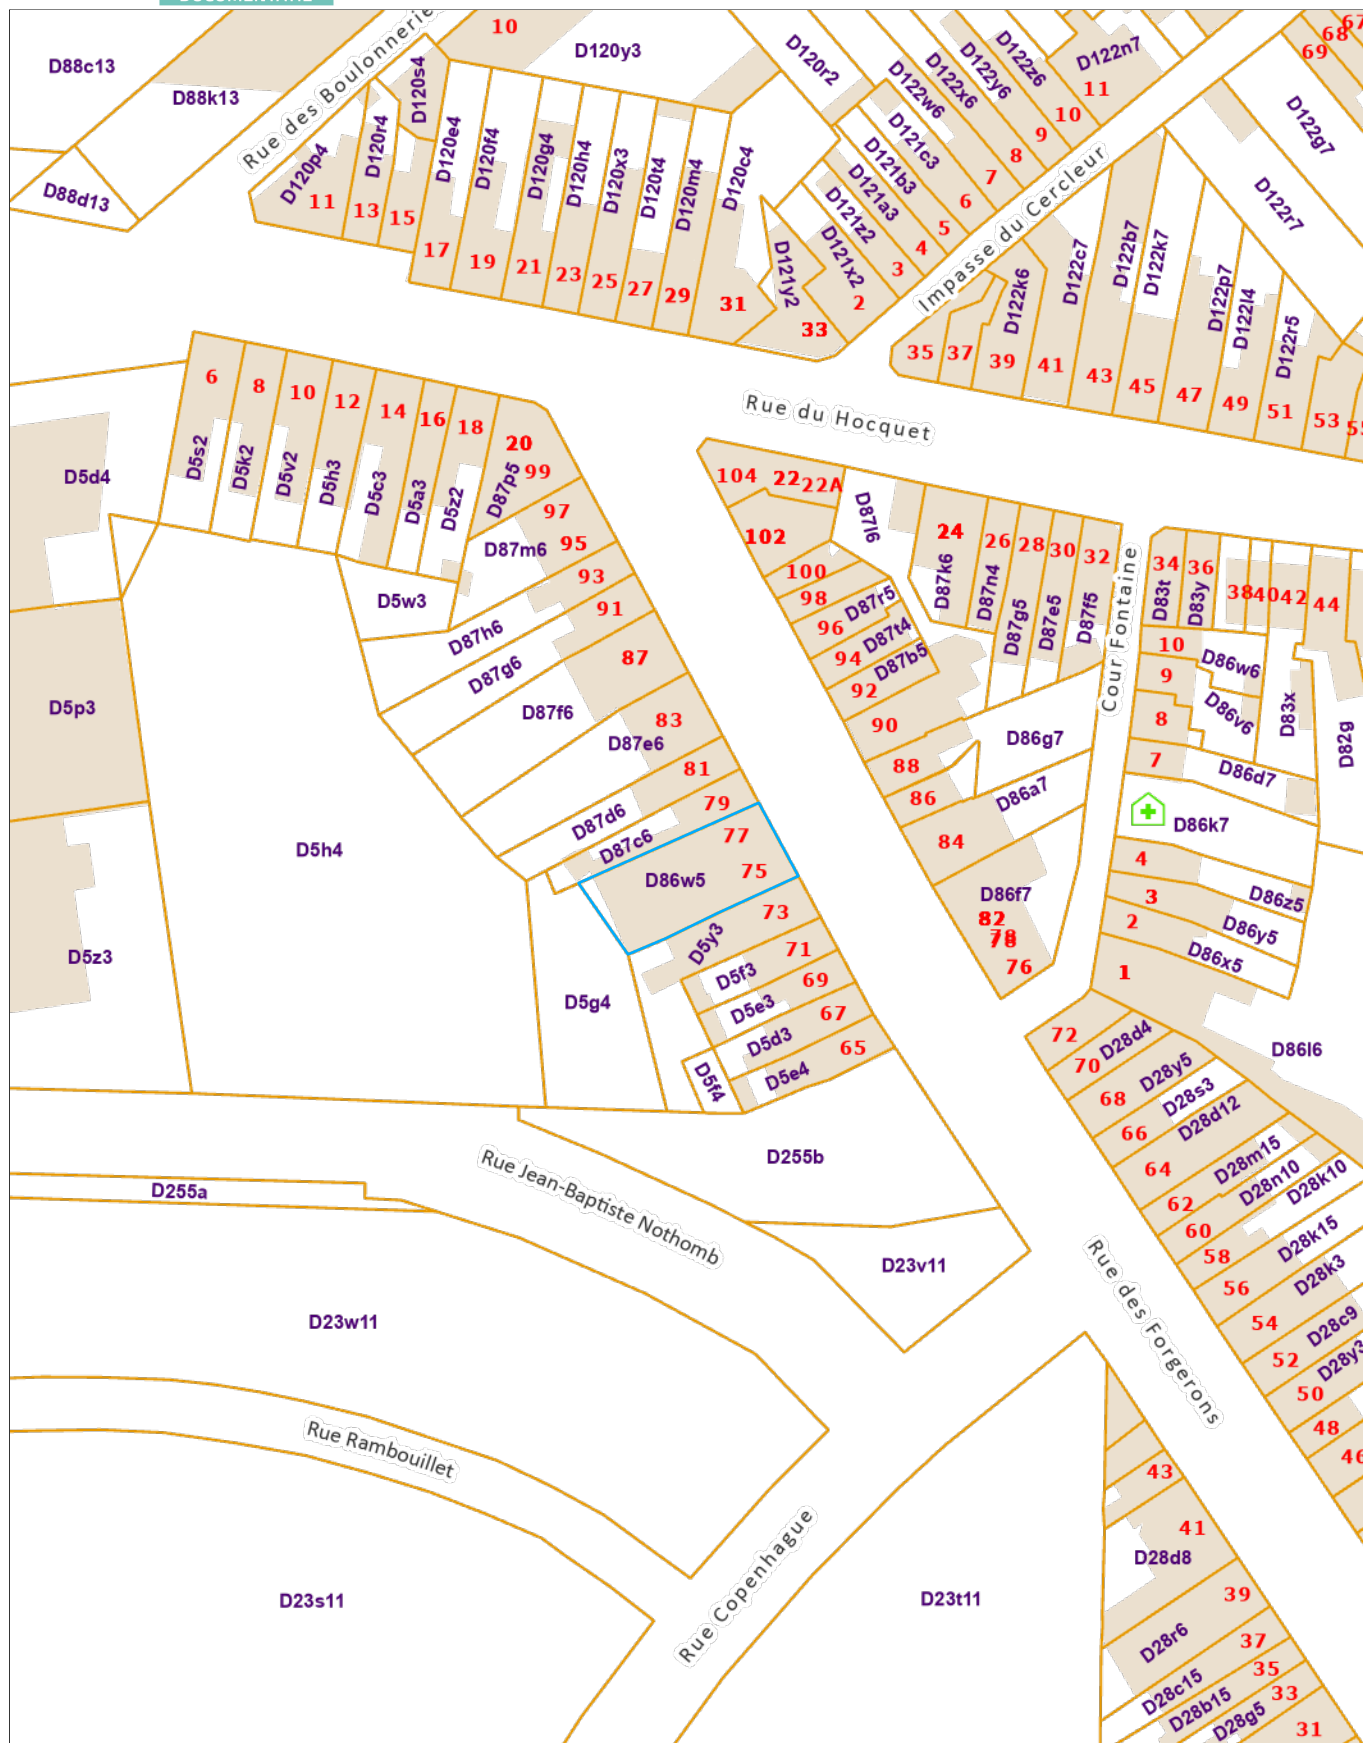 10
D120y3
D88c13
D88k13
D88d13
Rue des Boulonnerie
D120s4
D120r4
D120p4
D120e4
D120f4
D120g4
D120h4
D120x3
D120t4
D120m4
D120c4
11
13
15
17
19
21
23
25
27
29
31
33
D120r2
D122w6
D122x6
D122y6
D122z6
D122n7
11
10
9
8
7
6
5
4
3
2
D121c3
D121b3
D121a3
D121z2
D121x2
D121y2
Impasse du Cercleur
67
68
69
D122g7
D122r7
D122k6
D122c7
D122b7
D122k7
D122p7
D122l4
D122r5
35
37
39
41
43
45
47
49
51
53
55
Rue du Hocquet
6
8
10
12
14
16
18
20
99
97
95
93
91
87
83
81
79
77
75
73
71
69
67
65
D5s2
D5k2
D5v2
D5h3
D5c3
D5a3
D5z2
D87p5
D87m6
D5d4
D5w3
D87h6
D87g6
D87f6
D87e6
D87d6
D87c6
D86w5
D5y3
D5f3
D5e3
D5d3
D5e4
D5f4
D5g4
D5p3
D5h4
D5z3
104
22
22A
102
100
98
96
94
92
90
88
86
84
82
78
76
D87l6
24
26
28
30
32
D87k6
D87n4
D87g5
D87e5
D87f5
D87r5
D87t4
D87b5
D86g7
D86a7
D86f7
Cour Fontaine
34
36
38
40
42
44
D83t
D83y
10
9
8
7
4
3
2
1
D86w6
D86v6
D83x
D82g
D86d7
D86k7
D86z5
D86y5
D86x5
D86l6
72
70
68
66
64
62
60
58
56
54
52
50
48
46
D28d4
D28y5
D28s3
D28d12
D28m15
D28n10
D28k10
D28k15
D28k3
D28c9
D28y3
D255b
D255a
Rue Jean-Baptiste Nothomb
D23v11
D23w11
Rue des Forgerons
Rue Rambouillet
Rue Copenhague
D23s11
D23t11
43
41
39
37
35
33
31
D28d8
D28r6
D28c15
D28b15
D28g5